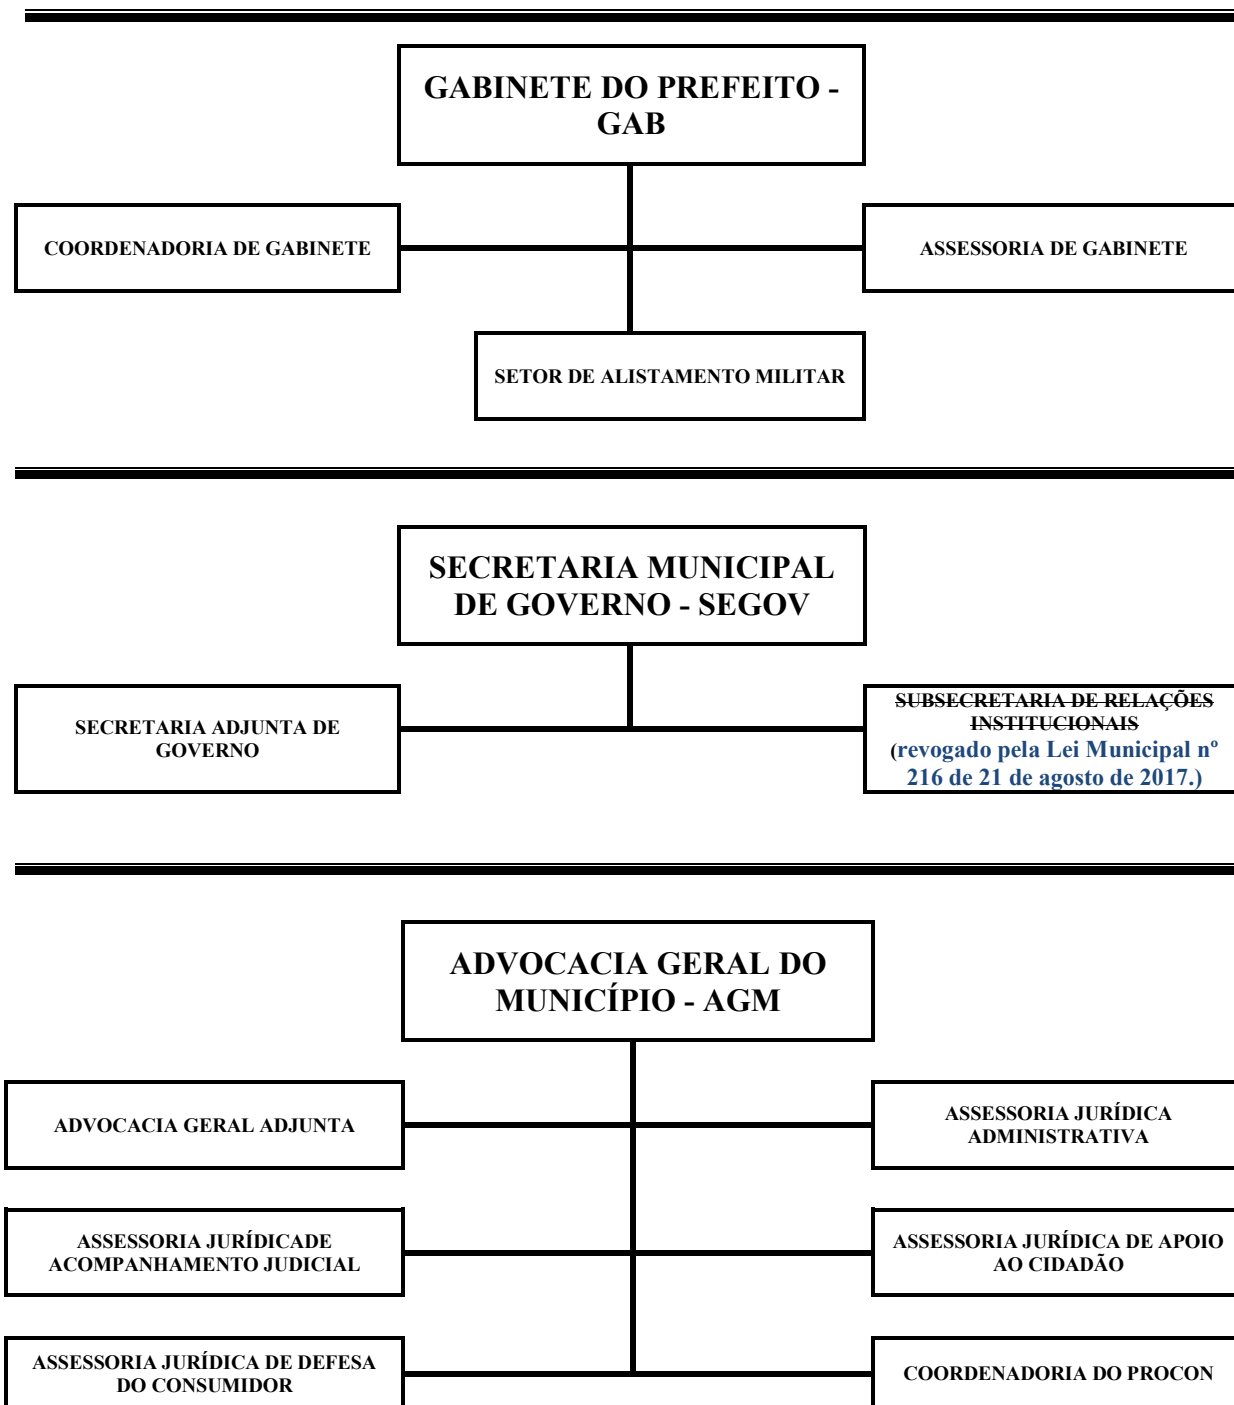 GABINETE DO PREFEITO -
GAB
COORDENADORIA DE GABINETE
ASSESSORIA DE GABINETE
SETOR DE ALISTAMENTO MILITAR
SECRETARIA MUNICIPAL
DE GOVERNO - SEGOV
SECRETARIA ADJUNTA DE
GOVERNO
SUBSECRETARIA DE RELAÇÕES
INSTITUCIONAIS
(revogado pela Lei Municipal nº
216 de 21 de agosto de 2017.)
ADVOCACIA GERAL DO
MUNICÍPIO - AGM
ADVOCACIA GERAL ADJUNTA
ASSESSORIA JURÍDICA
ADMINISTRATIVA
ASSESSORIA JURÍDICADE
ACOMPANHAMENTO JUDICIAL
ASSESSORIA JURÍDICA DE APOIO
AO CIDADÃO
ASSESSORIA JURÍDICA DE DEFESA
DO CONSUMIDOR
COORDENADORIA DO PROCON